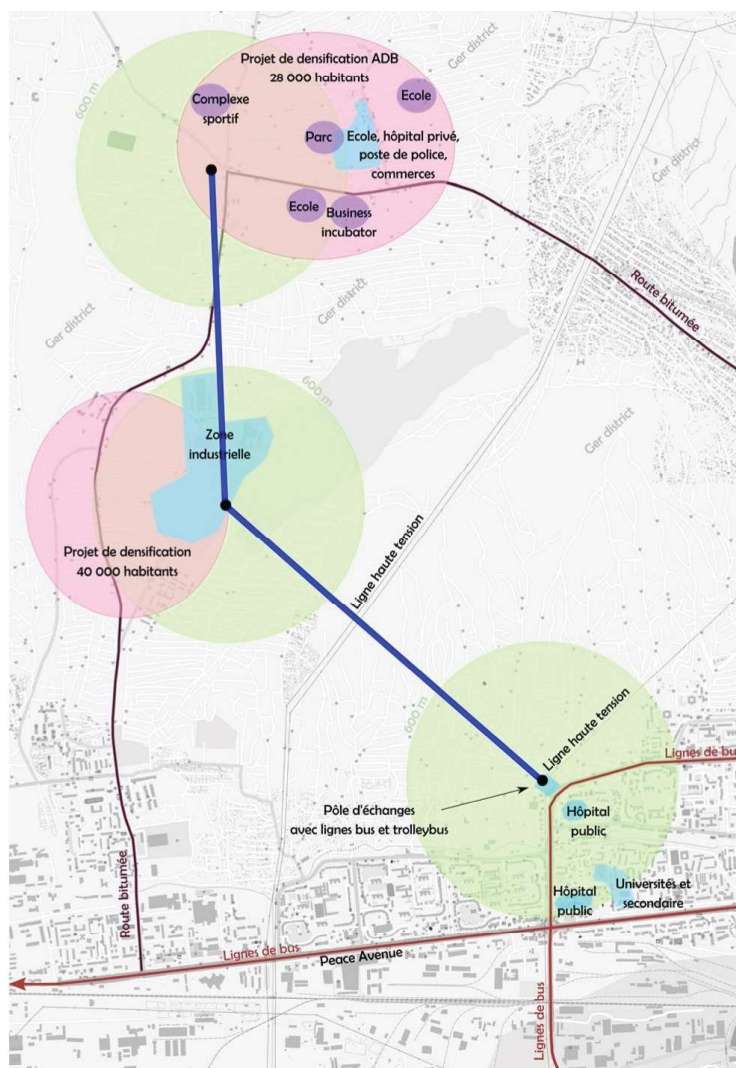 Projet de densification ADB
28 000 habitants
Ger district
600 m
Complexe
sportif
Ecole
Parc
Ecole, hôpital privé,
poste de police,
commerces
Ger district
Ecole
Business
incubator
Route bitumée
Ger district
Ger district
600 m
Zone
industrielle
Ger district
Projet de densification
40 000 habitants
Ligne haute tension
600 m
Ligne haute tension
Lignes de bus
Pôle d'échanges
avec lignes bus et trolleybus
Hôpital
public
Route bitumée
Hôpital
public
Universités et
secondaire
Lignes de bus
Peace Avenue
Lignes de bus